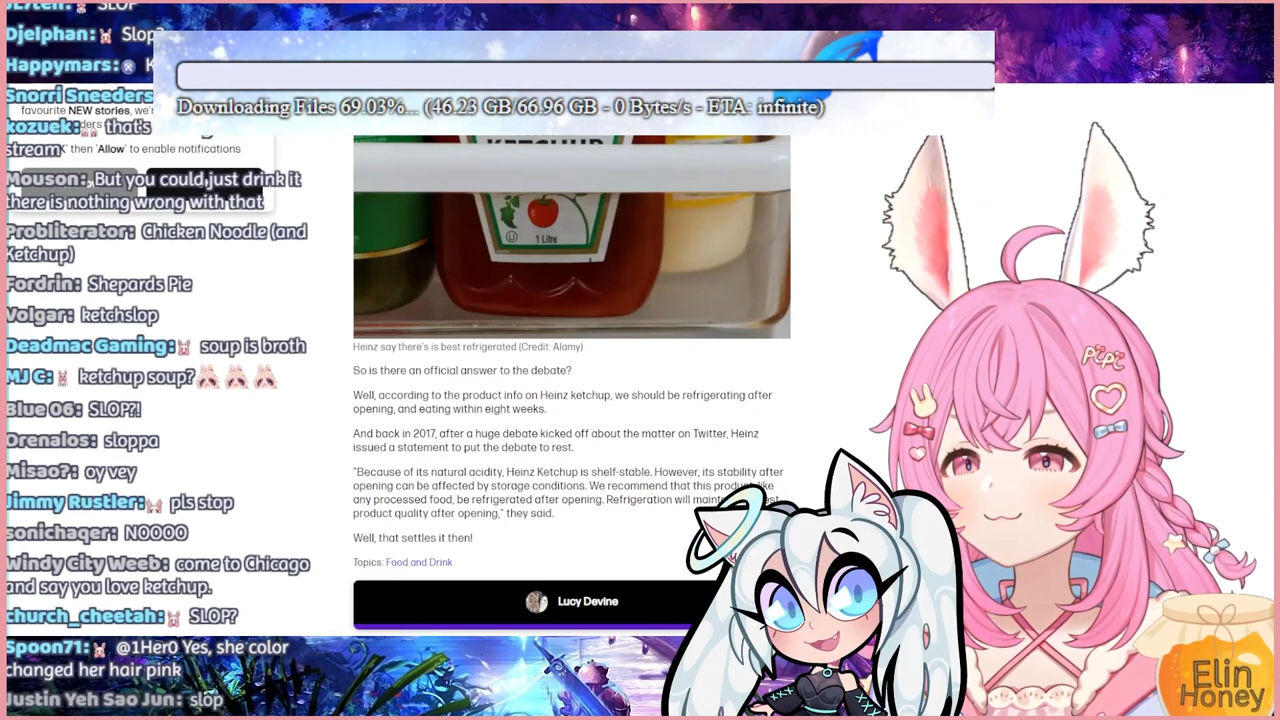 SLOP
Djelphan: Slop?
Happymars:
Snorri Sneeders
favourite NEW stories, we'r
kozuek: that's
stream
then 'Allow' to enable notifications
Mouson: But you could just drink it
there is nothing wrong with that
Probliterator: Chicken Noodle (and
Ketchup)
Fordrin: Shepards Pie
Volgar: ketchslop
Deadmac Gaming: soup is broth
MJ C: ketchup soup?
Blue 06: SLOP?!
Orenalos: sloppa
Misao?: oy vey
Jimmy Rustler: pls stop
sonichaqer: NOOOO
Windy City Weeb: come to Chicago
and say you love ketchup.
church_cheetah: SLOP?
Spoon71: @1Her0 Yes, she color
changed her hair pink
Justin Yeh Sao Jun: slop
Downloading Files 69.03%... (46.23 GB/66.96 GB - 0 Bytes/s - ETA: infinite)
KETCHUP
1 Litre
Heinz say there's is best refrigerated (Credit: Alamy)
So is there an official answer to the debate?
Well, according to the product info on Heinz ketchup, we should be refrigerating after
opening, and eating within eight weeks.
And back in 2017, after a huge debate kicked off about the matter on Twitter, Heinz
issued a statement to put the debate to rest.
"Because of its natural acidity, Heinz Ketchup is shelf-stable. However, its stability after
opening can be affected by storage conditions. We recommend that this product, like
any processed food, be refrigerated after opening. Refrigeration will
product quality after opening," they said.
Well, that settles it then!
Topics: Food and Drink
Lucy Devine
PiPi
Elin
Honey